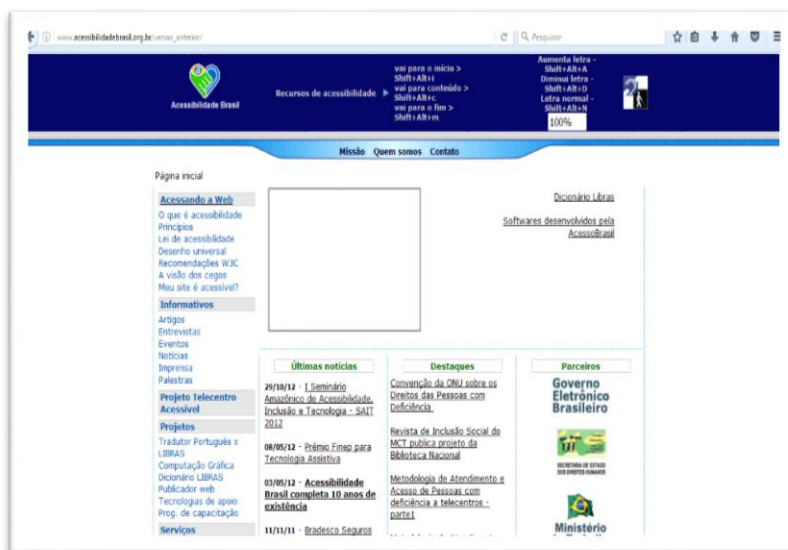 www.acessibilidadebrasil.org.br/versao_anterior/
Pesquisar
Acessibilidade Brasil
Recursos de acessibilidade
vai para o início >
Shift+Alt+i
vai para conteúdo >
Shift+Alt+c
vai para o fim >
Shift+Alt+m
Aumenta letra -
Shift+Alt+A
Diminui letra -
Shift+Alt+D
Letra normal -
Shift+Alt+N
100%
Missão Quem somos Contato
Página inicial
Acessando a Web
O que é acessibilidade
Princípios
Lei de acessibilidade
Desenho universal
Recomendações W3C
A visão dos cegos
Meu site é acessível?
Informativos
Artigos
Entrevistas
Eventos
Notícias
Imprensa
Palestras
Projeto Telecentro
Acessível
Projetos
Tradutor Português x
LIBRAS
Computação Gráfica
Dicionário LIBRAS
Publicador web
Tecnologias de apoio
Prog. de capacitação
Serviços
Dicionário Libras
Softwares desenvolvidos pela
AcessoBrasil
Últimas notícias
29/10/12 - I Seminário
Amazônico de Acessibilidade,
Inclusão e Tecnologia - SAIT
2012
08/05/12 - Prêmio Finep para
Tecnologia Assistiva
03/05/12 - Acessibilidade
Brasil completa 10 anos de
existência
11/11/11 - Bradesco Seguros
Destaques
Convenção da ONU sobre os
Direitos das Pessoas com
Deficiência.
Revista de Inclusão Social do
MCT publica projeto da
Biblioteca Nacional
Metodologia de Atendimento e
Acesso de Pessoas com
deficiência a telecentros -
parte1
Parceiros
Governo
Eletrônico
Brasileiro
SECRETARIA DE ESTADO
DOS DIREITOS HUMANOS
Ministério